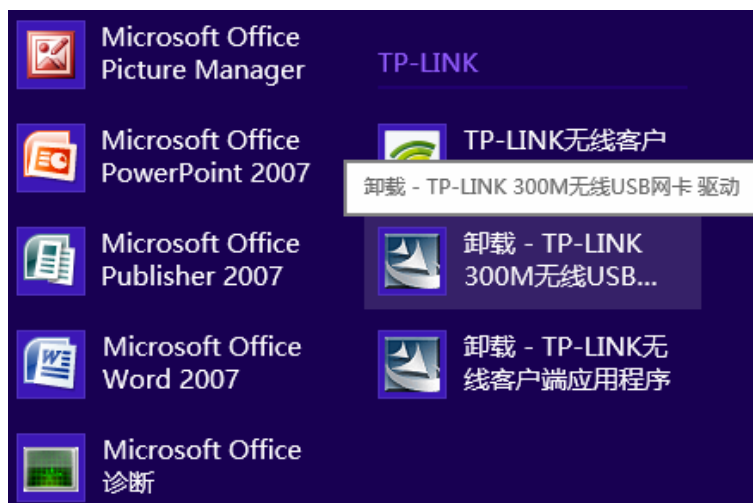 Microsoft Office
Picture Manager
Microsoft Office
PowerPoint 2007
Microsoft Office
Publisher 2007
Microsoft Office
Word 2007
Microsoft Office
诊断
TP-LINK
TP-LINK无线客户
卸载 - TP-LINK 300M无线USB网卡 驱动
卸载 - TP-LINK
300M无线USB...
卸载 - TP-LINK无
线客户端应用程序